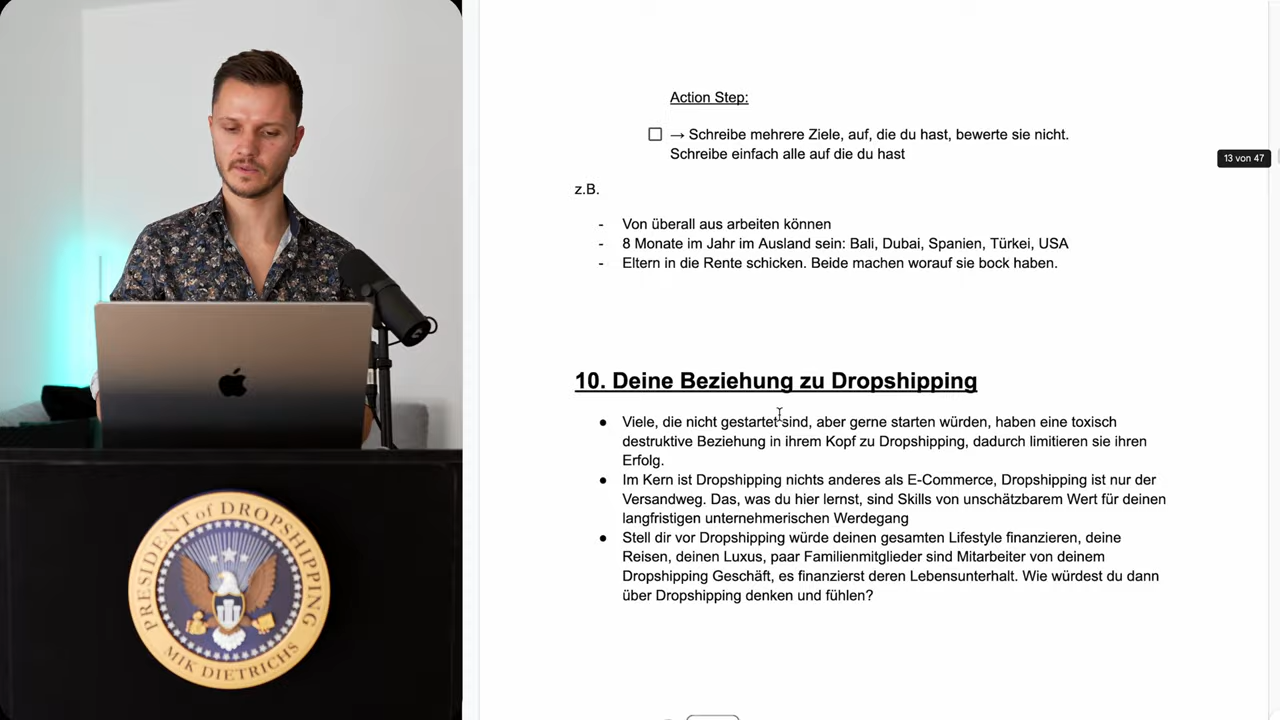 Action Step:
☐ → Schreibe mehrere Ziele, auf, die du hast, bewerte sie nicht.
Schreibe einfach alle auf die du hast
13 von 47
z.B.
- Von überall aus arbeiten können
- 8 Monate im Jahr im Ausland sein: Bali, Dubai, Spanien, Türkei, USA
- Eltern in die Rente schicken. Beide machen worauf sie bock haben.
10. Deine Beziehung zu Dropshipping
● Viele, die nicht gestartet sind, aber gerne starten würden, haben eine toxisch
destruktive Beziehung in ihrem Kopf zu Dropshipping, dadurch limitieren sie ihren
Erfolg.
● Im Kern ist Dropshipping nichts anderes als E-Commerce, Dropshipping ist nur der
Versandweg. Das, was du hier lernst, sind Skills von unschätzbarem Wert für deinen
langfristigen unternehmerischen Werdegang
● Stell dir vor Dropshipping würde deinen gesamten Lifestyle finanzieren, deine
Reisen, deinen Luxus, paar Familienmitglieder sind Mitarbeiter von deinem
Dropshipping Geschäft, es finanzierst deren Lebensunterhalt. Wie würdest du dann
über Dropshipping denken und fühlen?
PRESIDENT of DROPSHIPPING
MIK DIETRICHS